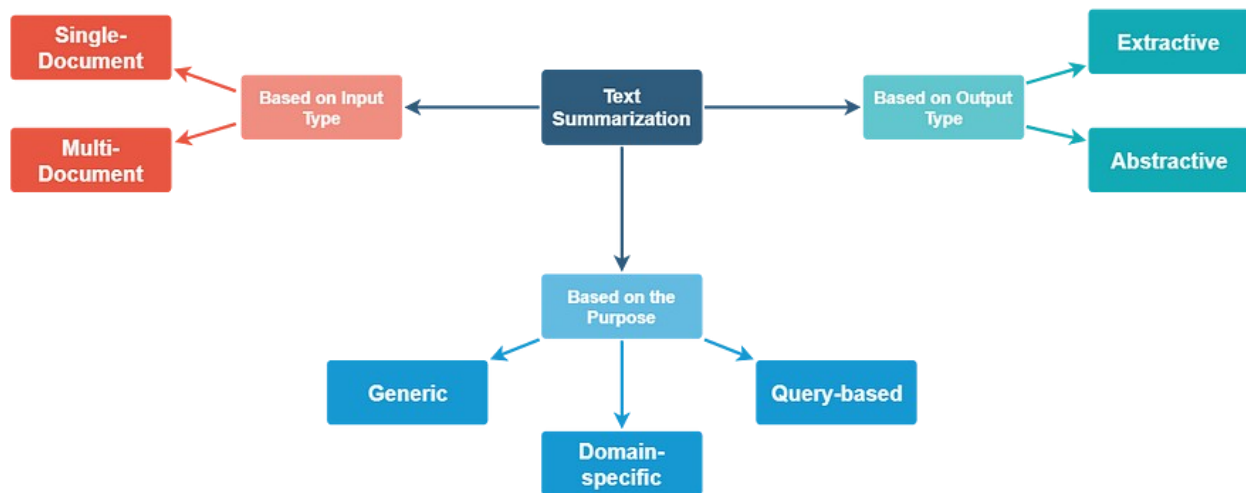 Single-
Document
Multi-
Document
Based on Input
Type
Text
Summarization
Based on Output
Type
Extractive
Abstractive
Based on the
Purpose
Generic
Domain-
specific
Query-based